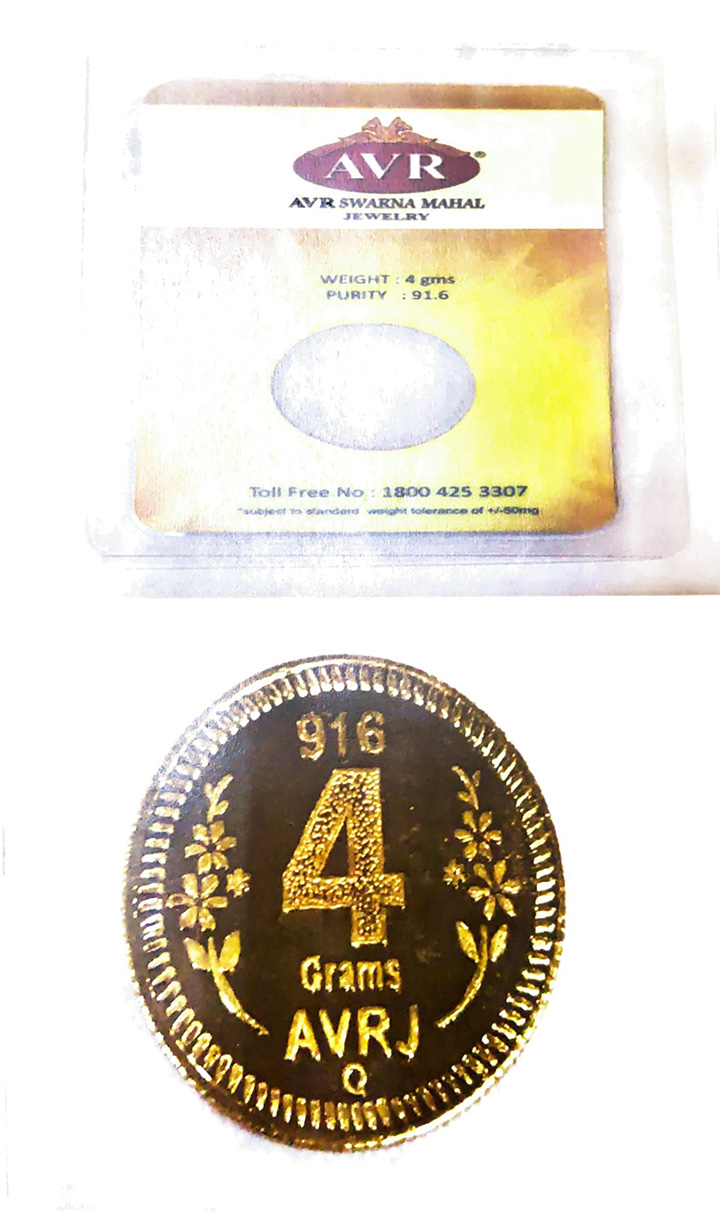 AVR
AVR SWARNA MAHAL
JEWELRY
WEIGHT : 4 gms
PURITY : 91.6
Toll Free No : 1800 425 3307
*subject to standard weight tolerance of +/-50mg
916
4
Grams
AVRJ
Q